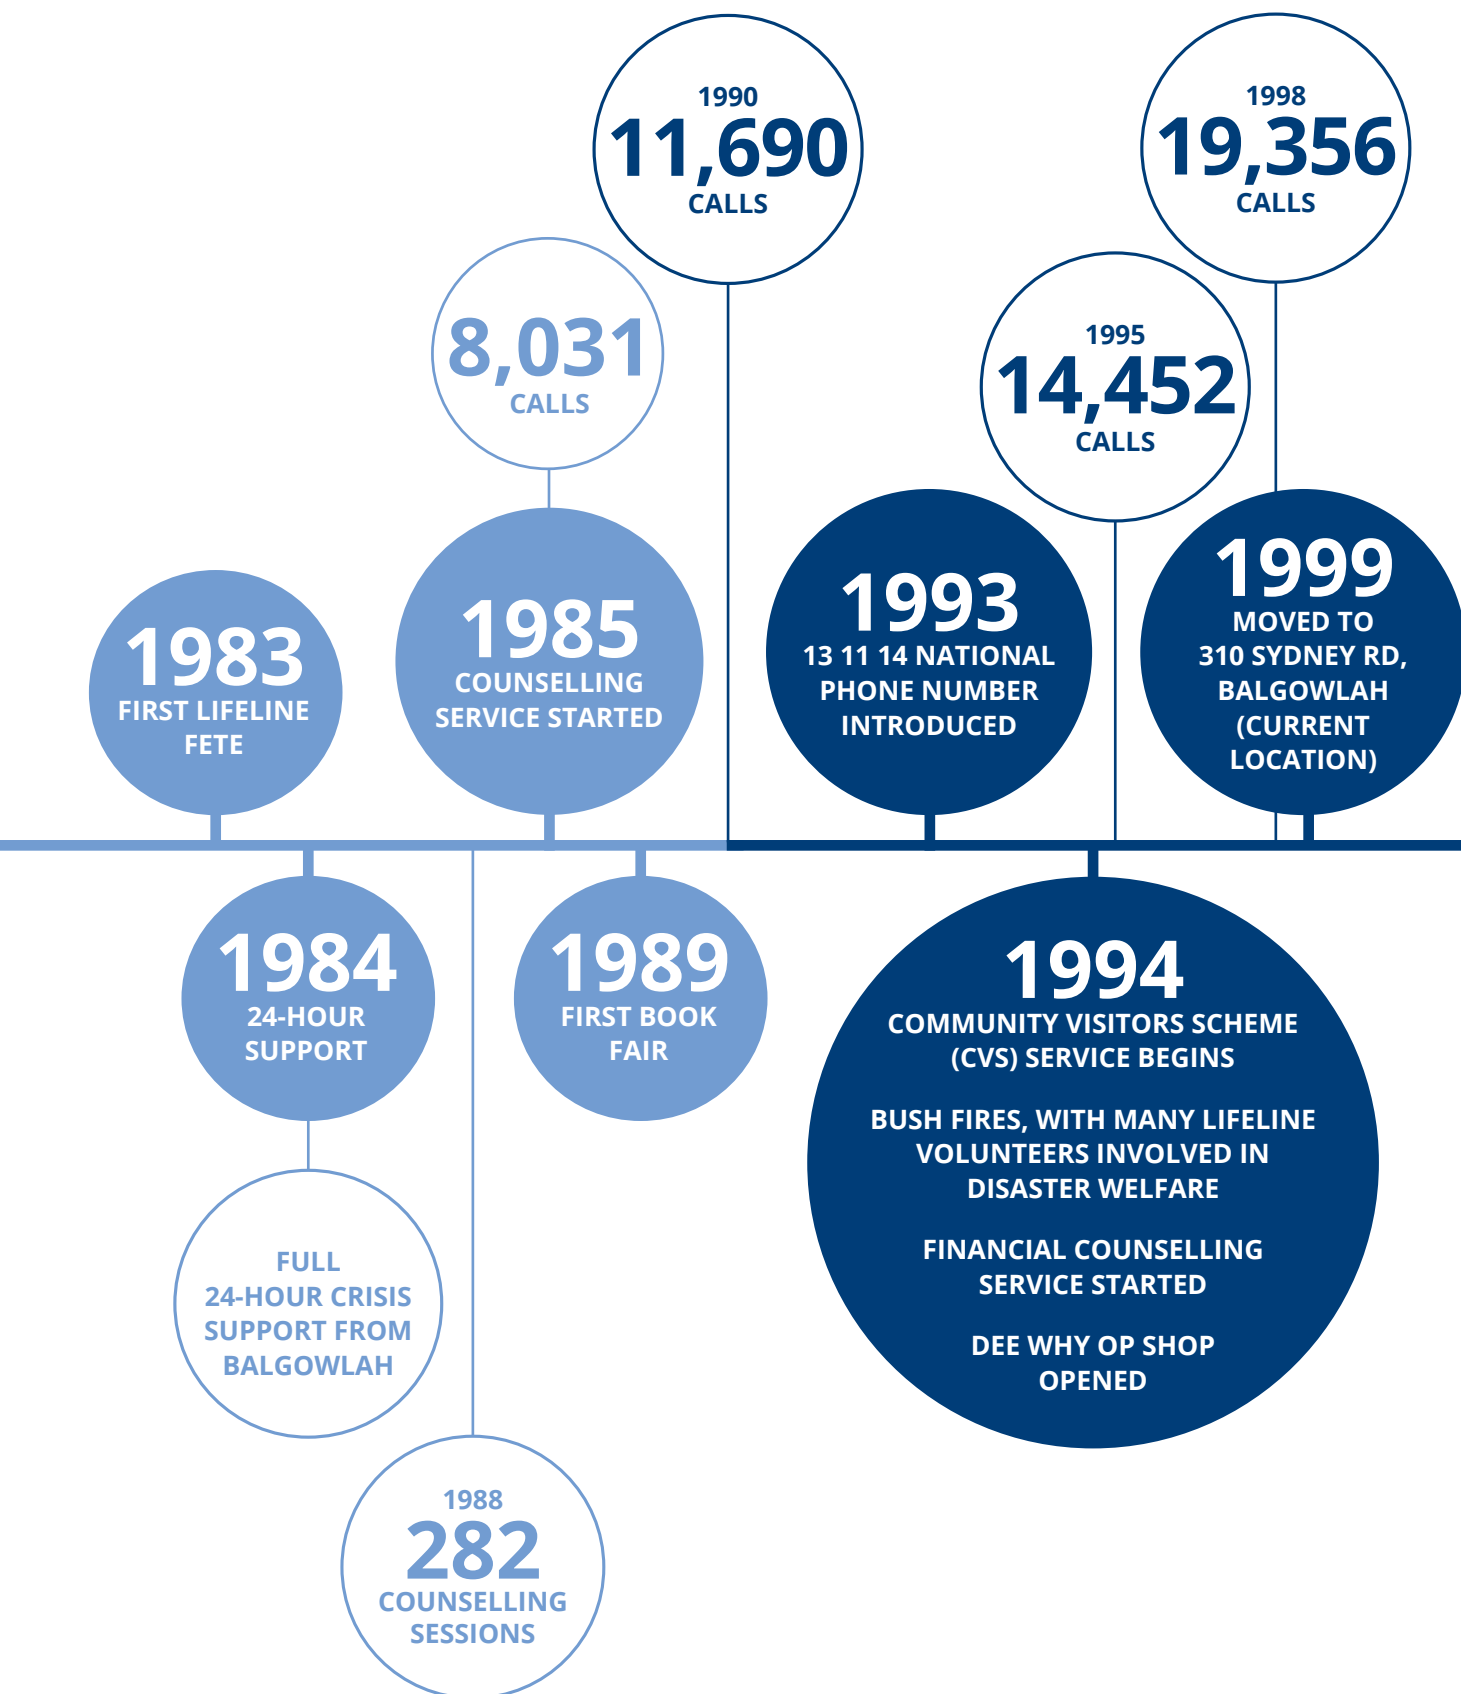 1990
11,690
CALLS
1998
19,356
CALLS
8,031
CALLS
1995
14,452
CALLS
1983
FIRST LIFELINE
FETE
1985
COUNSELLING
SERVICE STARTED
1993
13 11 14 NATIONAL
PHONE NUMBER
INTRODUCED
1999
MOVED TO
310 SYDNEY RD,
BALGOWLAH
(CURRENT
LOCATION)
1984
24-HOUR
SUPPORT
1989
FIRST BOOK
FAIR
1994
COMMUNITY VISITORS SCHEME
(CVS) SERVICE BEGINS
BUSH FIRES, WITH MANY LIFELINE
VOLUNTEERS INVOLVED IN
DISASTER WELFARE
FINANCIAL COUNSELLING
SERVICE STARTED
DEE WHY OP SHOP
OPENED
FULL
24-HOUR CRISIS
SUPPORT FROM
BALGOWLAH
1988
282
COUNSELLING
SESSIONS